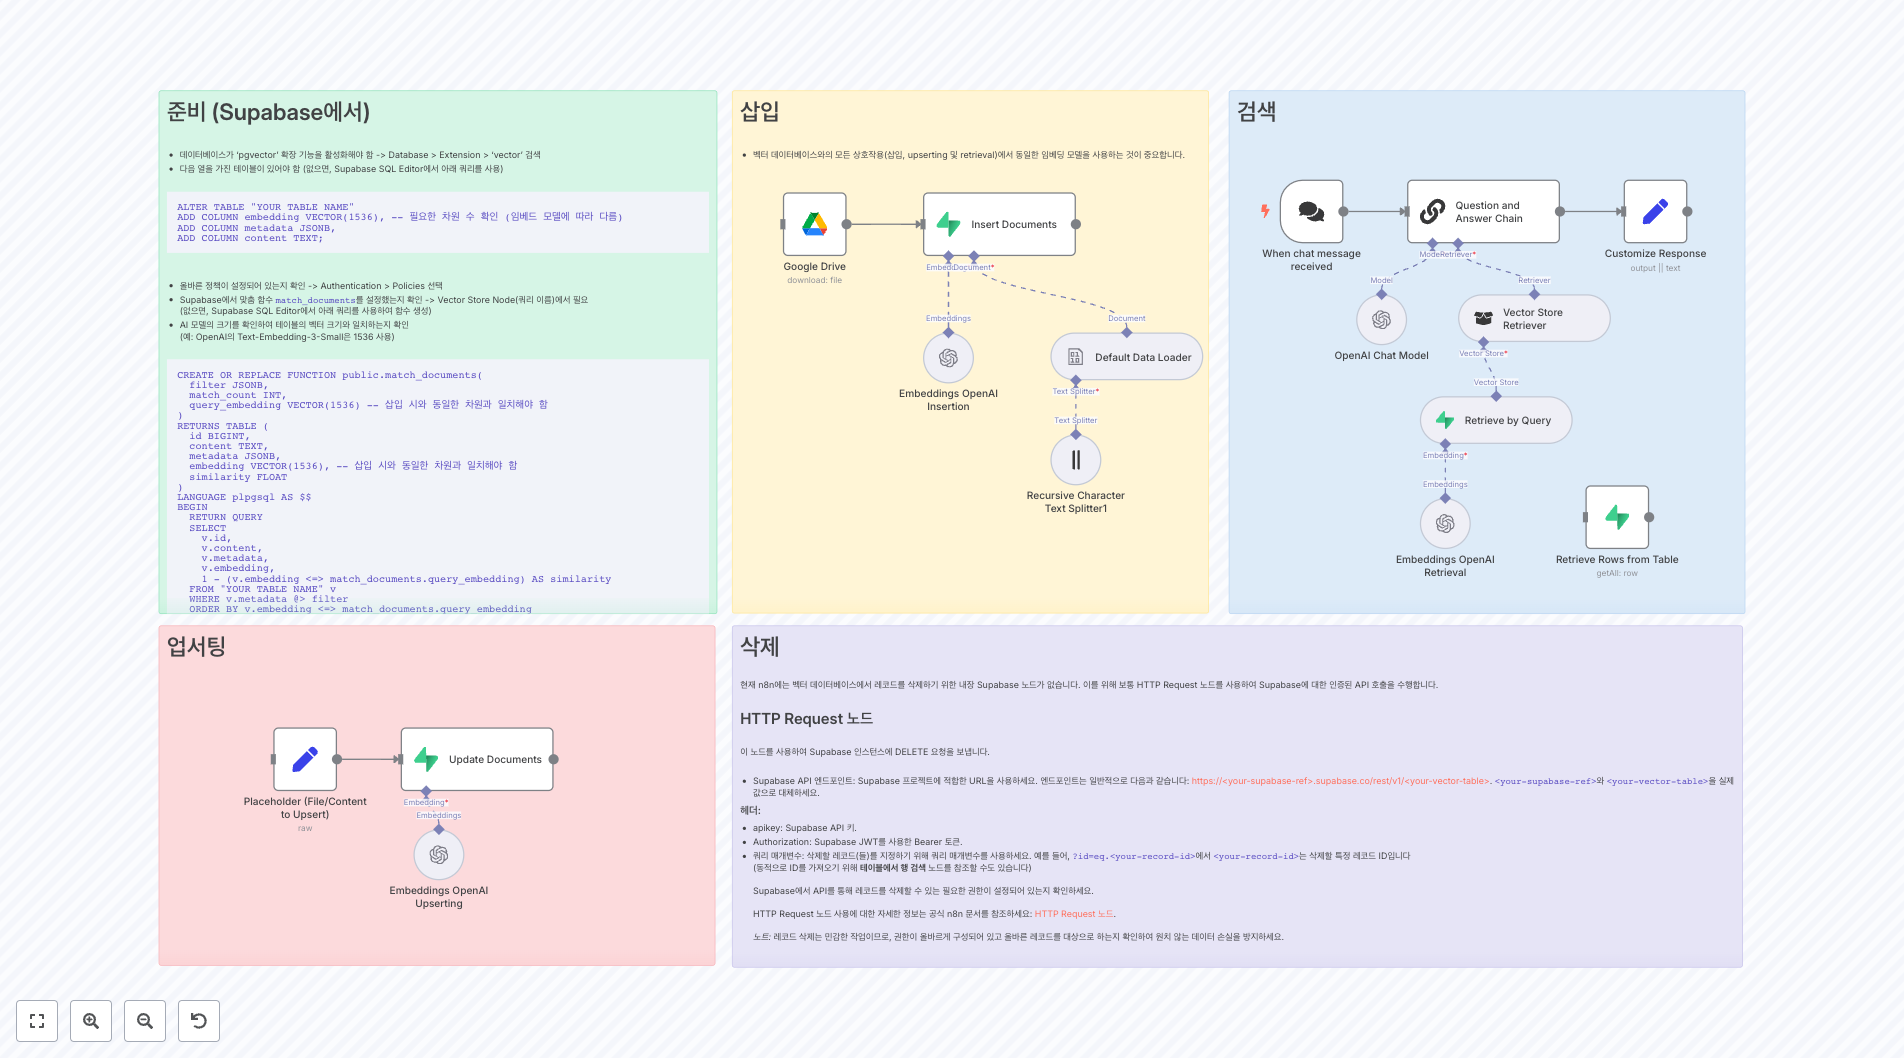 준비 (Supabase에서)
데이터베이스가 ‘pgvector’ 확장 기능을 활성화해야 함 -> Database > Extension > ‘vector’ 검색
다음 열을 가진 테이블이 있어야 함 (없으면, Supabase SQL Editor에서 아래 쿼리를 사용)
ALTER TABLE "YOUR TABLE NAME"
ADD COLUMN embedding VECTOR(1536), -- 필요한 차원 수 확인 (임베드 모델에 따라 다름)
ADD COLUMN metadata JSONB,
ADD COLUMN content TEXT;
올바른 정책이 설정되어 있는지 확인 -> Authentication > Policies 선택
Supabase에서 맞춤 함수 match_documents를 설정했는지 확인 -> Vector Store Node(쿼리 이름)에서 필요
(없으면, Supabase SQL Editor에서 아래 쿼리를 사용하여 함수 생성)
AI 모델의 크기를 확인하여 테이블의 벡터 크기와 일치하는지 확인
(예: OpenAI의 Text-Embedding-3-Small은 1536 사용)
CREATE OR REPLACE FUNCTION public.match_documents(
filter JSONB,
match_count INT,
query_embedding VECTOR(1536) -- 삽입 시와 동일한 차원과 일치해야 함
)
RETURNS TABLE (
id BIGINT,
content TEXT,
metadata JSONB,
embedding VECTOR(1536), -- 삽입 시와 동일한 차원과 일치해야 함
similarity FLOAT
)
LANGUAGE plpgsql AS $$
BEGIN
RETURN QUERY
SELECT
v.id,
v.content,
v.metadata,
v.embedding,
1 - (v.embedding <=> match_documents.query_embedding) AS similarity
FROM "YOUR TABLE NAME" v
WHERE v.metadata @> filter
ORDER BY v.embedding <=> match_documents.query_embedding
삽입
벡터 데이터베이스와의 모든 상호작용(삽입, upserting 및 retrieval)에서 동일한 임베딩 모델을 사용하는 것이 중요합니다.
Google Drive
download: file
Insert Documents
Document*
Embeddings
Document
Embeddings OpenAI
Insertion
Default Data Loader
Text Splitter*
Text Splitter
Recursive Character
Text Splitter1
검색
When chat message
received
Question and
Answer Chain
Customize Response
output || text
Retriever*
Model
Retriever
OpenAI Chat Model
Vector Store
Retriever
Vector Store*
Vector Store
Retrieve by Query
Embedding*
Embeddings
Embeddings OpenAI
Retrieval
Retrieve Rows from Table
getAll: row
업서팅
Placeholder (File/Content
to Upsert)
raw
Update Documents
Embedding*
Embeddings
Embeddings OpenAI
Upserting
삭제
현재 n8n에는 벡터 데이터베이스에서 레코드를 삭제하기 위한 내장 Supabase 노드가 없습니다. 이를 위해 보통 HTTP Request 노드를 사용하여 Supabase에 대한 인증된 API 호출을 수행합니다.
HTTP Request 노드
이 노드를 사용하여 Supabase 인스턴스에 DELETE 요청을 보냅니다.
Supabase API 엔드포인트: Supabase 프로젝트에 적합한 URL을 사용하세요. 엔드포인트는 일반적으로 다음과 같습니다: https://<your-supabase-ref>.supabase.co/rest/v1/<your-vector-table>. <your-supabase-ref>와 <your-vector-table>을 실제
값으로 대체하세요.
헤더:
apikey: Supabase API 키.
Authorization: Supabase JWT를 사용한 Bearer 토큰.
쿼리 매개변수: 삭제할 레코드(들)를 지정하기 위해 쿼리 매개변수를 사용하세요. 예를 들어, ?id=eq.<your-record-id>에서 <your-record-id>는 삭제할 특정 레코드 ID입니다
(동적으로 ID를 가져오기 위해 테이블에서 행 검색 노드를 참조할 수도 있습니다)
Supabase에서 API를 통해 레코드를 삭제할 수 있는 필요한 권한이 설정되어 있는지 확인하세요.
HTTP Request 노드 사용에 대한 자세한 정보는 공식 n8n 문서를 참조하세요: HTTP Request 노드.
노트: 레코드 삭제는 민감한 작업이므로, 권한이 올바르게 구성되어 있고 올바른 레코드를 대상으로 하는지 확인하여 원치 않는 데이터 손실을 방지하세요.